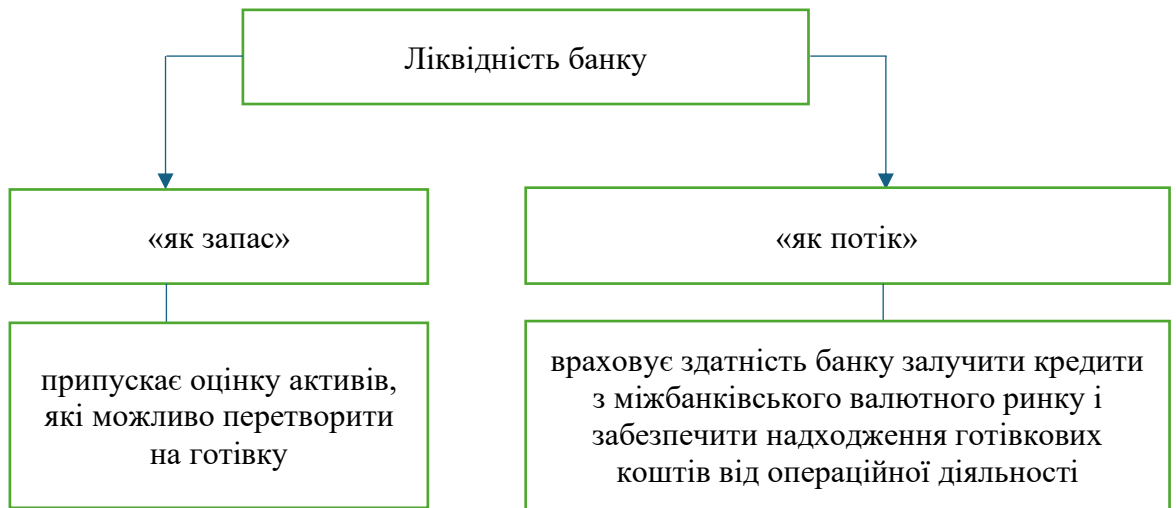 Ліквідність банку
«як запас»
«як потік»
припускає оцінку активів,
які можливо перетворити
на готівку
враховує здатність банку залучити кредити
з міжбанківського валютного ринку і
забезпечити надходження готівкових
коштів від операційної діяльності